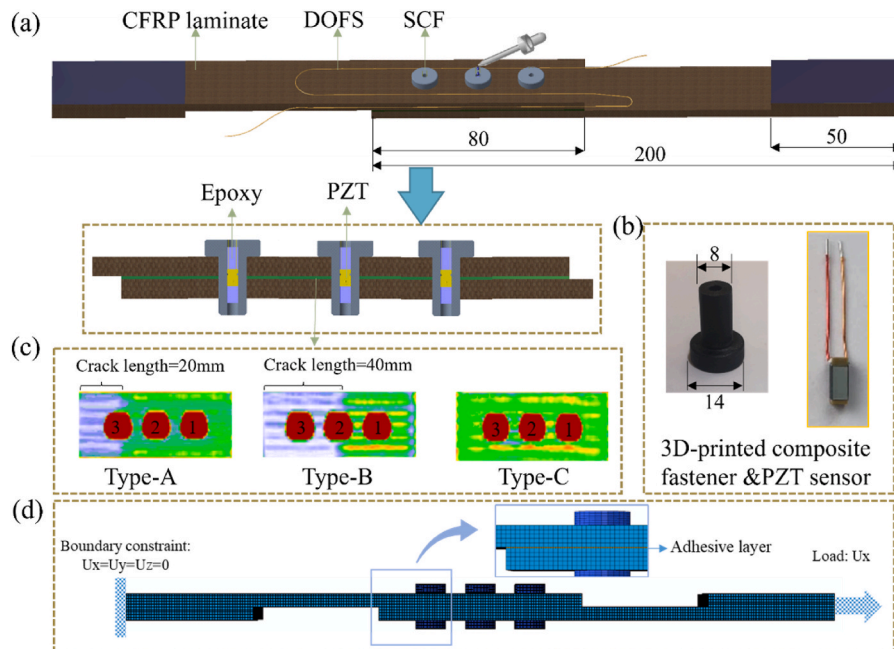 (a)
CFRP laminate
DOFS
SCF
80
50
200
Epoxy
PZT
(b)
8
14
3D-printed composite
fastener &PZT sensor
(c)
Crack length=20mm
Crack length=40mm
3 2 1
3 2 1
3 2 1
Type-A
Type-B
Type-C
(d)
Boundary constraint:
Ux=Uy=Uz=0
Adhesive layer
Load: Ux